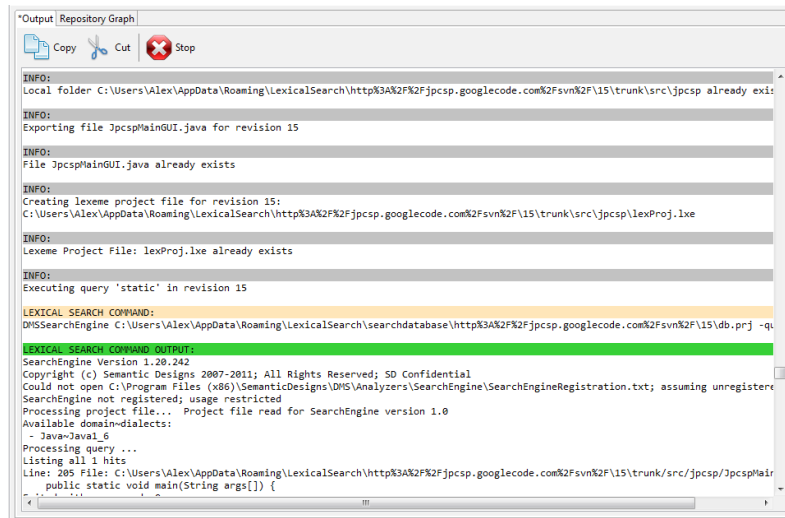 *Output Repository Graph
Copy Cut Stop
INFO:
Local folder C:\Users\Alex\AppData\Roaming\LexicalSearch\http%3A%2F%2Fjpcsp.googlecode.com%2Fsvn%2F\15\trunk\src\jpcsp already exis
INFO:
Exporting file JpcspMainGUI.java for revision 15
INFO:
File JpcspMainGUI.java already exists
INFO:
Creating lexeme project file for revision 15:
C:\Users\Alex\AppData\Roaming\LexicalSearch\http%3A%2F%2Fjpcsp.googlecode.com%2Fsvn%2F\15\trunk\src\jpcsp\lexProj.lxe
INFO:
Lexeme Project File: lexProj.lxe already exists
INFO:
Executing query 'static' in revision 15
LEXICAL SEARCH COMMAND:
DMSSearchEngine C:\Users\Alex\AppData\Roaming\LexicalSearch\searchdatabase\http%3A%2F%2Fjpcsp.googlecode.com%2Fsvn%2F\15\db.prj -qu
LEXICAL SEARCH COMMAND OUTPUT:
SearchEngine Version 1.20.242
Copyright (c) Semantic Designs 2007-2011; All Rights Reserved; SD Confidential
Could not open C:\Program Files (x86)\SemanticDesigns\DMS\Analyzers\SearchEngine\SearchEngineRegistration.txt; assuming unregistere
SearchEngine not registered; usage restricted
Processing project file... Project file read for SearchEngine version 1.0
Available domain~dialects:
- Java~Java1_6
Processing query ...
Listing all 1 hits
Line: 205 File: C:\Users\Alex\AppData\Roaming\LexicalSearch\http%3A%2F%2Fjpcsp.googlecode.com%2Fsvn%2F\15\trunk/src/jpcsp/JpcspMain
public static void main(String args[]) {